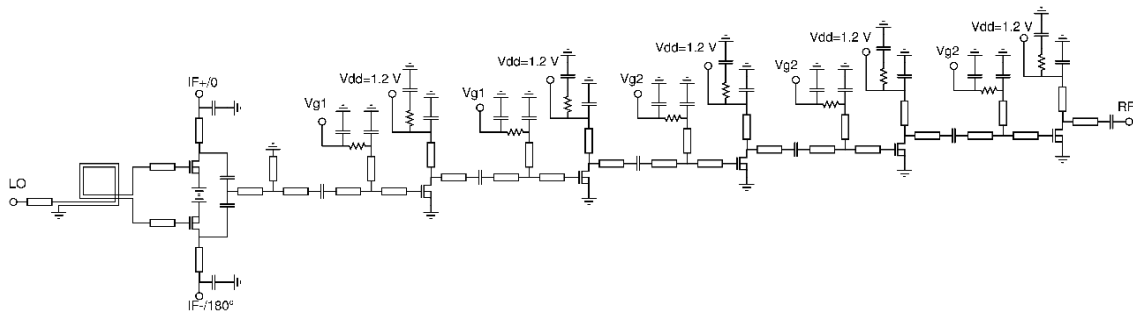 LO
IF+/0
IF-/180º
Vg1
Vdd=1.2 V
Vg1
Vdd=1.2 V
Vg2
Vdd=1.2 V
Vg2
Vdd=1.2 V
Vg2
Vdd=1.2 V
RF